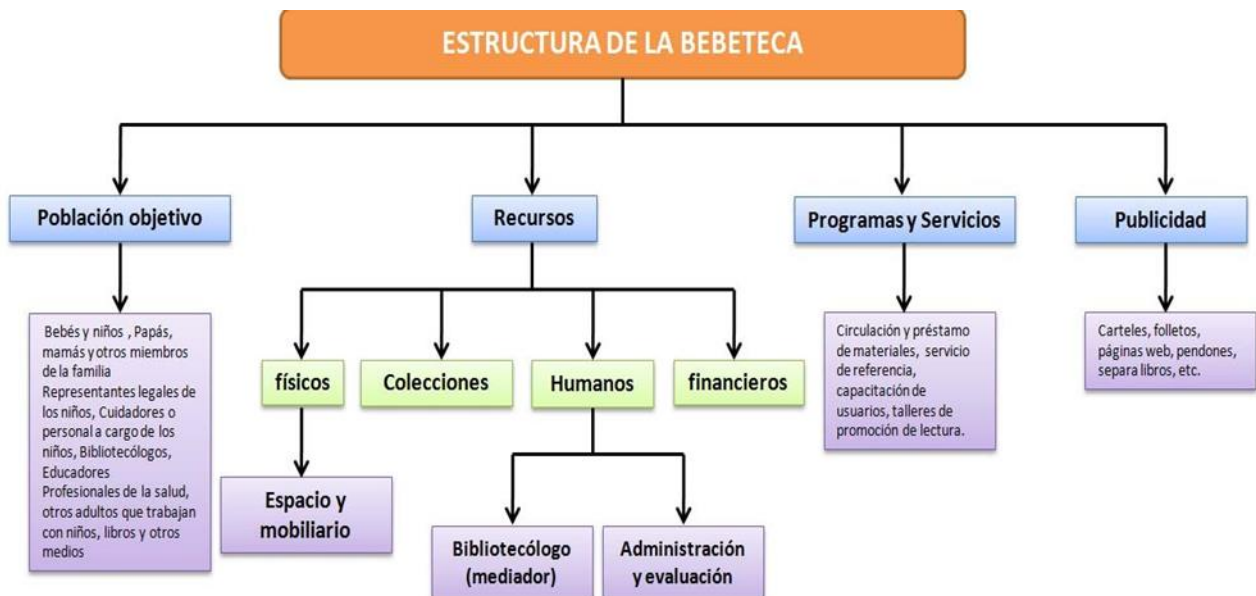 ESTRUCTURA DE LA BEBETECA
Población objetivo
Recursos
Programas y Servicios
Publicidad
Bebés y niños , Papás,
mamás y otros miembros
de la familia
Representantes legales de
los niños, Cuidadores o
personal a cargo de los
niños, Bibliotecólogos,
Educadores
Profesionales de la salud,
otros adultos que trabajan
con niños, libros y otros
medios
físicos
Colecciones
Humanos
financieros
Espacio y
mobiliario
Bibliotecólogo
(mediador)
Administración
y evaluación
Circulación y préstamo
de materiales, servicio
de referencia,
capacitación de
usuarios, talleres de
promoción de lectura.
Carteles, folletos,
páginas web, pendones,
separa libros, etc.